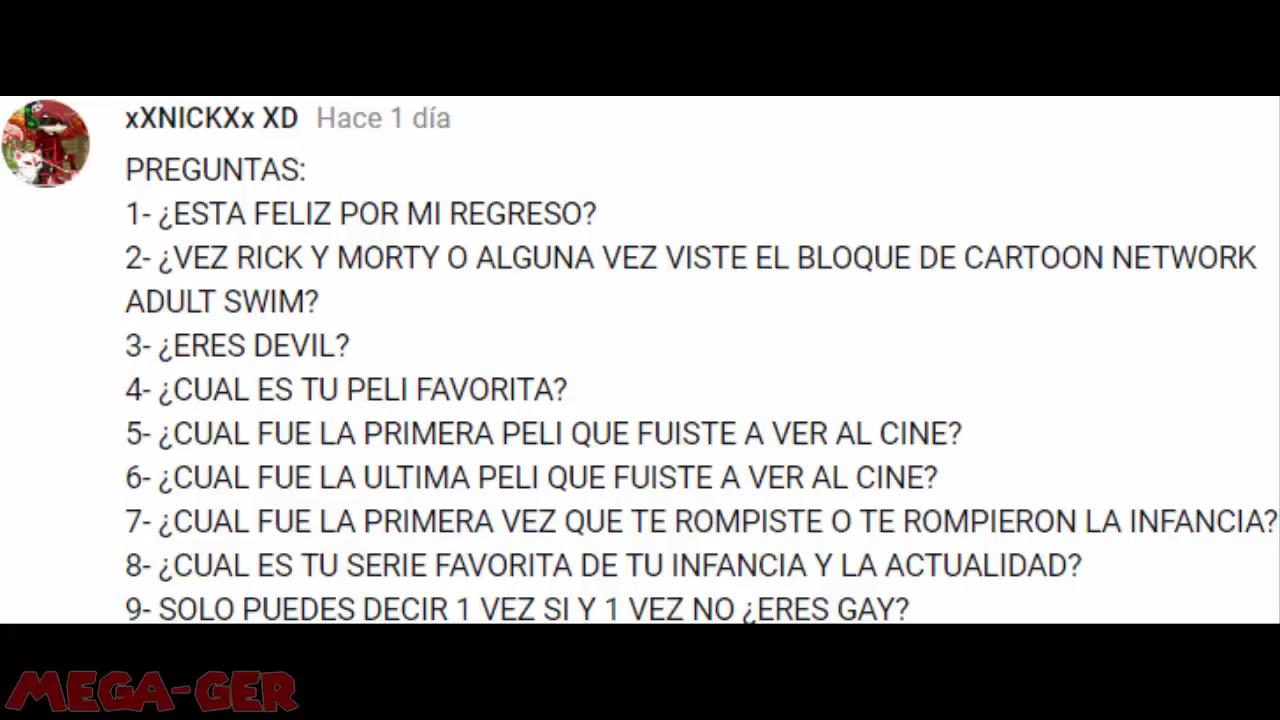 xXNICKXx XD Hace 1 día
PREGUNTAS:
1- ¿ESTA FELIZ POR MI REGRESO?
2- ¿VEZ RICK Y MORTY O ALGUNA VEZ VISTE EL BLOQUE DE CARTOON NETWORK
ADULT SWIM?
3- ¿ERES DEVIL?
4- ¿CUAL ES TU PELI FAVORITA?
5- ¿CUAL FUE LA PRIMERA PELI QUE FUISTE A VER AL CINE?
6- ¿CUAL FUE LA ULTIMA PELI QUE FUISTE A VER AL CINE?
7- ¿CUAL FUE LA PRIMERA VEZ QUE TE ROMPISTE O TE ROMPIERON LA INFANCIA?
8- ¿CUAL ES TU SERIE FAVORITA DE TU INFANCIA Y LA ACTUALIDAD?
9- SOLO PUEDES DECIR 1 VEZ SI Y 1 VEZ NO ¿ERES GAY?
MEGA-GER